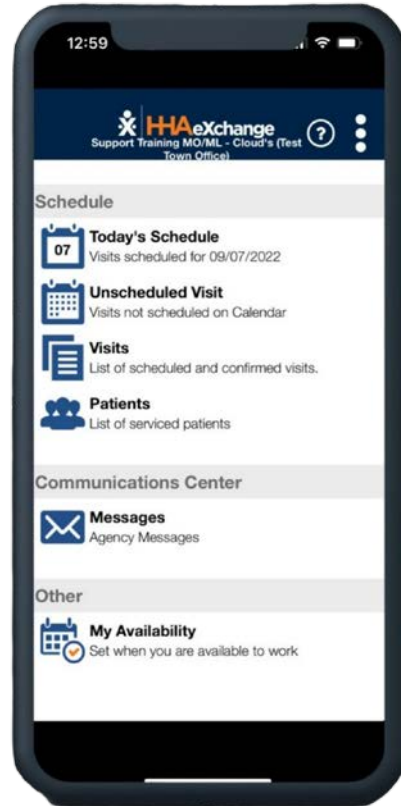 12:59
HHAeXchange
Support Training MO/ML - Cloud's (Test
Town Office)
?
Schedule
07
Today's Schedule
Visits scheduled for 09/07/2022
Unscheduled Visit
Visits not scheduled on Calendar
Visits
List of scheduled and confirmed visits.
Patients
List of serviced patients
Communications Center
Messages
Agency Messages
Other
My Availability
Set when you are available to work